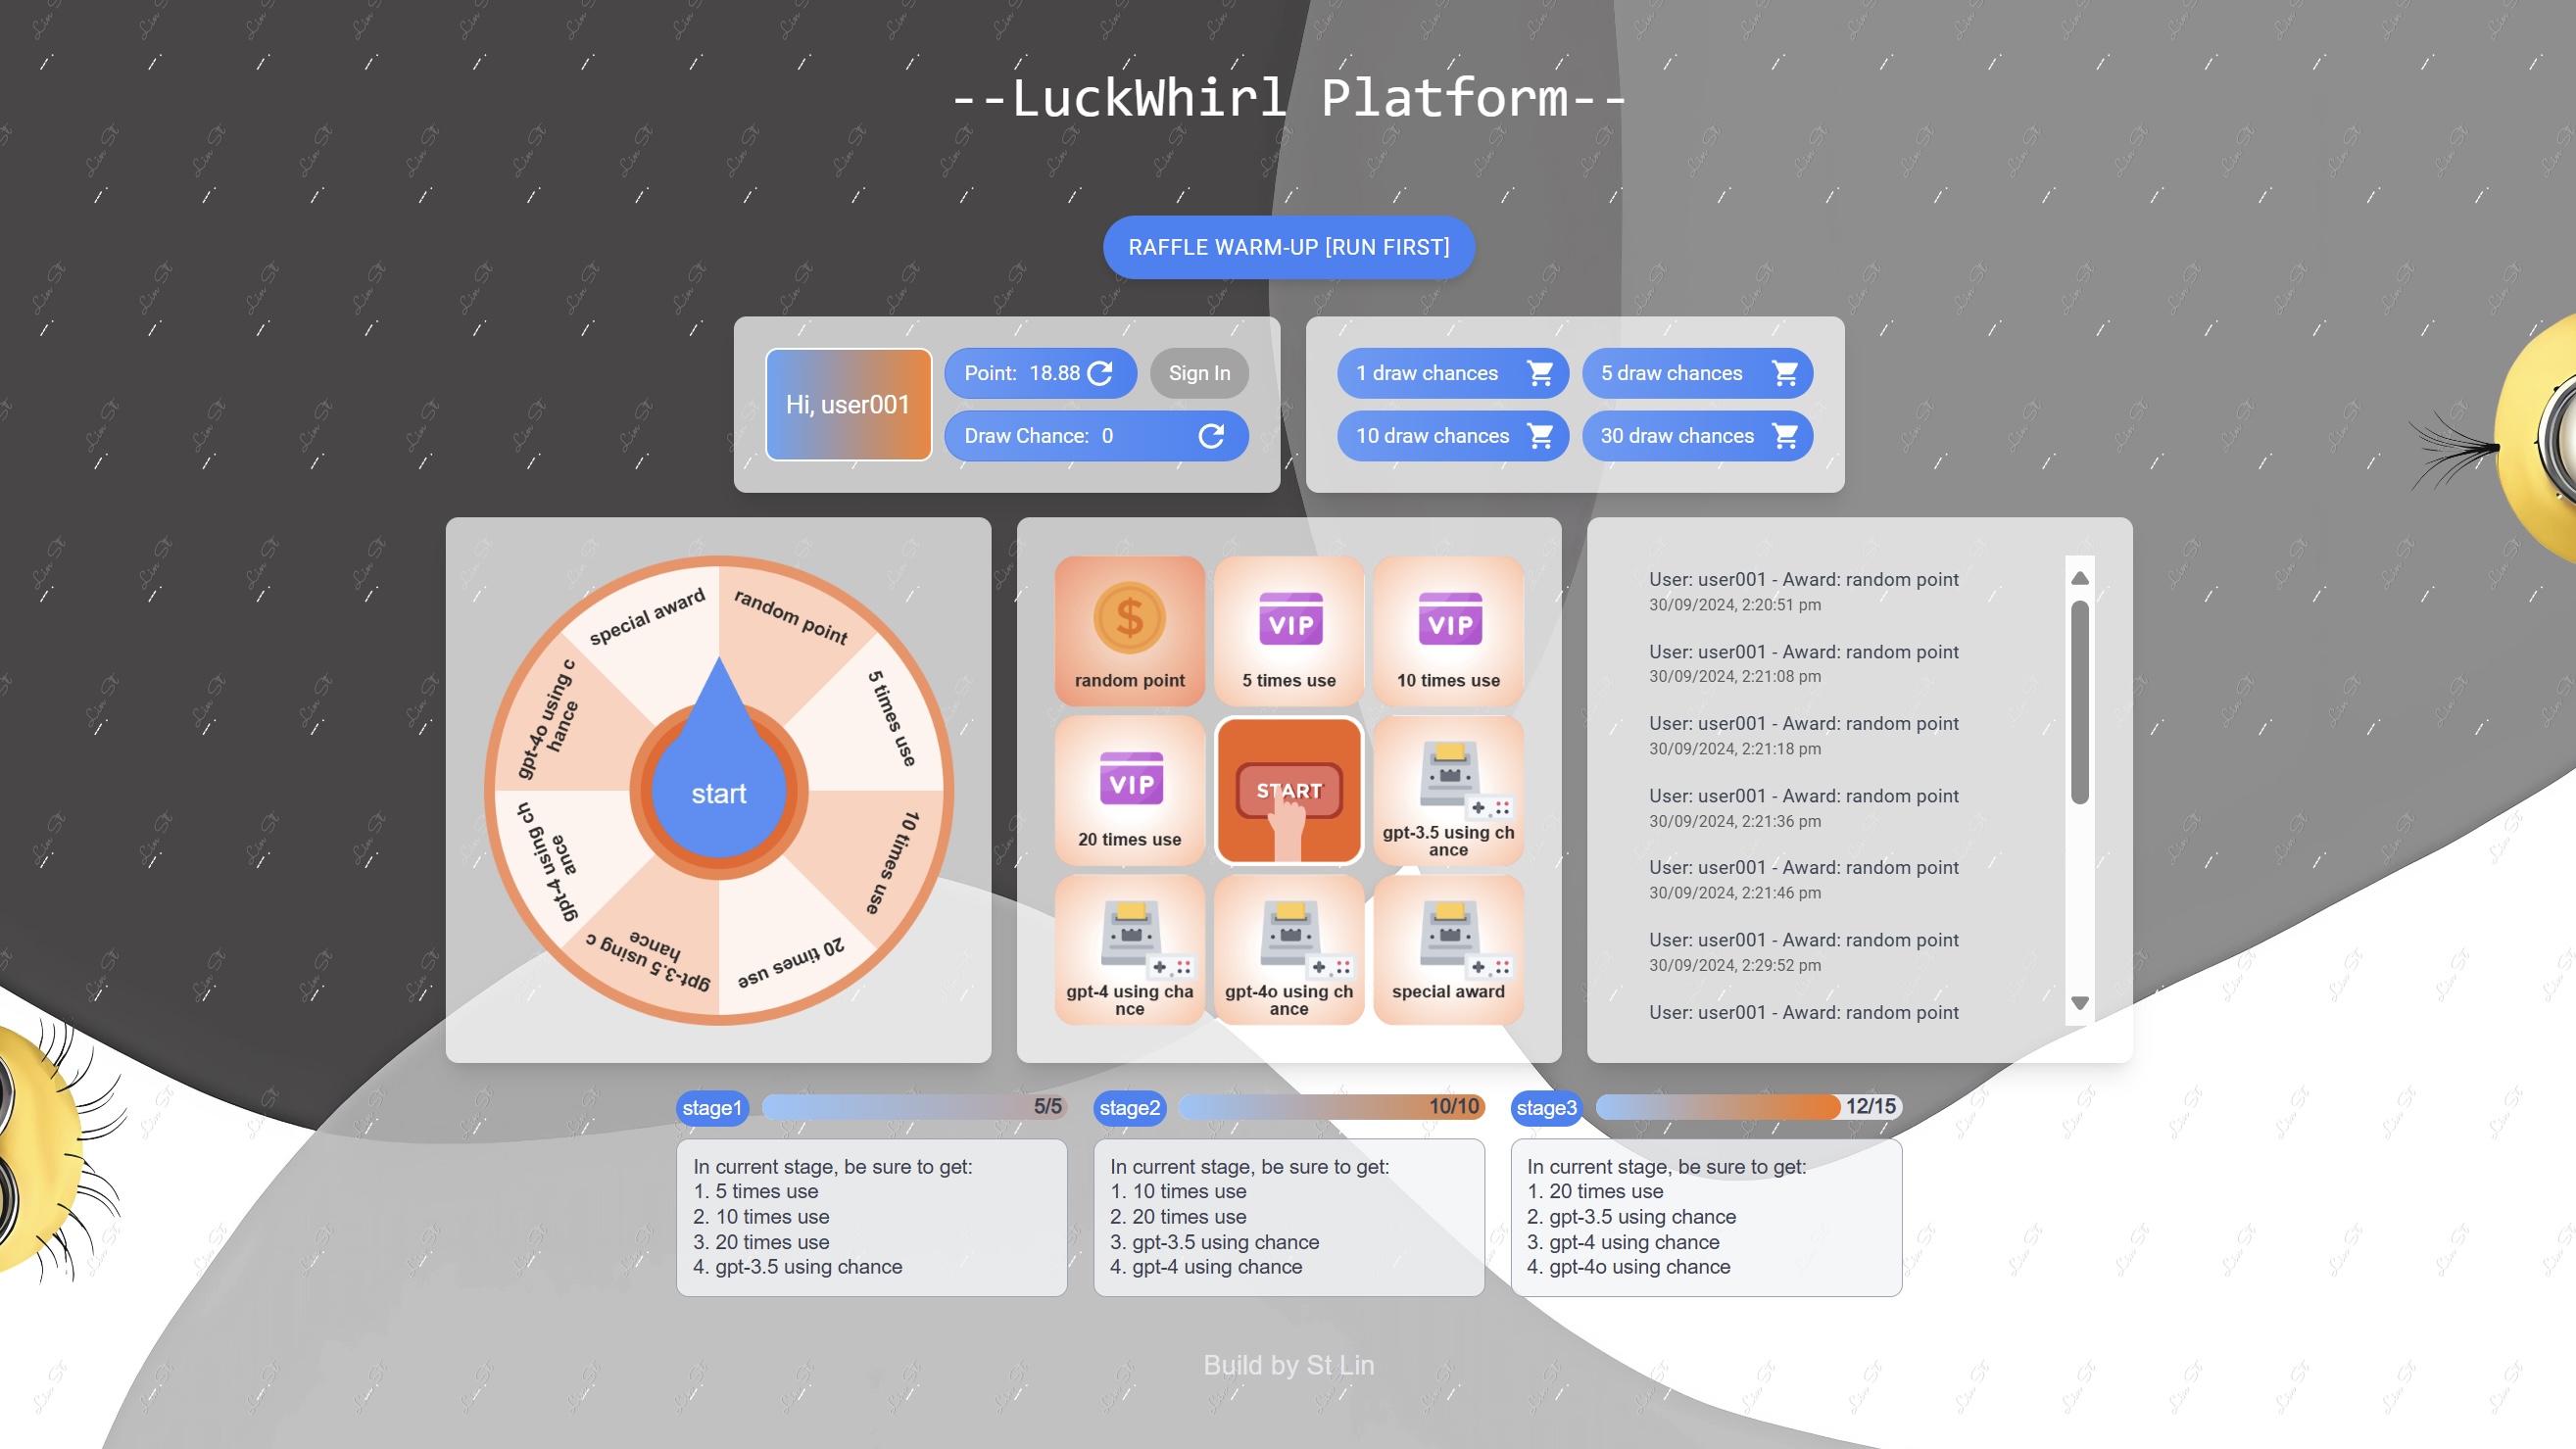 --LuckWhirl Platform--
RAFFLE WARM-UP [RUN FIRST]
Hi, user001
Point: 18.88
Sign In
Draw Chance: 0
1 draw chances
5 draw chances
10 draw chances
30 draw chances
special award
random point
5 times use
10 times use
20 times use
gpt-3.5 using c
hance
gpt-4 using ch
ance
gpt-4o using c
hance
start
random point
5 times use
10 times use
20 times use
START
gpt-3.5 using ch
ance
gpt-4 using cha
nce
gpt-4o using ch
ance
special award
$
VIP
VIP
VIP
User: user001 - Award: random point
30/09/2024, 2:20:51 pm
User: user001 - Award: random point
30/09/2024, 2:21:08 pm
User: user001 - Award: random point
30/09/2024, 2:21:18 pm
User: user001 - Award: random point
30/09/2024, 2:21:36 pm
User: user001 - Award: random point
30/09/2024, 2:21:46 pm
User: user001 - Award: random point
30/09/2024, 2:29:52 pm
User: user001 - Award: random point
stage1
5/5
In current stage, be sure to get:
1. 5 times use
2. 10 times use
3. 20 times use
4. gpt-3.5 using chance
stage2
10/10
In current stage, be sure to get:
1. 10 times use
2. 20 times use
3. gpt-3.5 using chance
4. gpt-4 using chance
stage3
12/15
In current stage, be sure to get:
1. 20 times use
2. gpt-3.5 using chance
3. gpt-4 using chance
4. gpt-4o using chance
Build by St Lin
Lin St